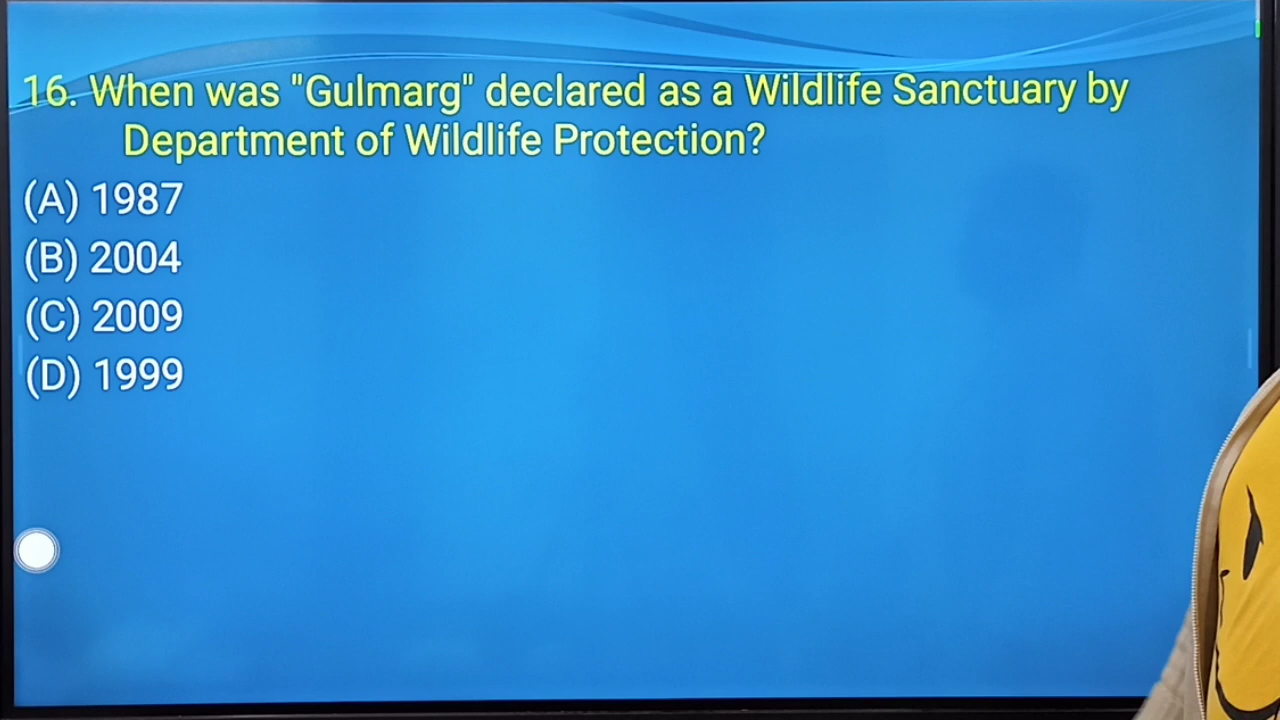 16. When was "Gulmarg" declared as a Wildlife Sanctuary by
Department of Wildlife Protection?
(A) 1987
(B) 2004
(C) 2009
(D) 1999